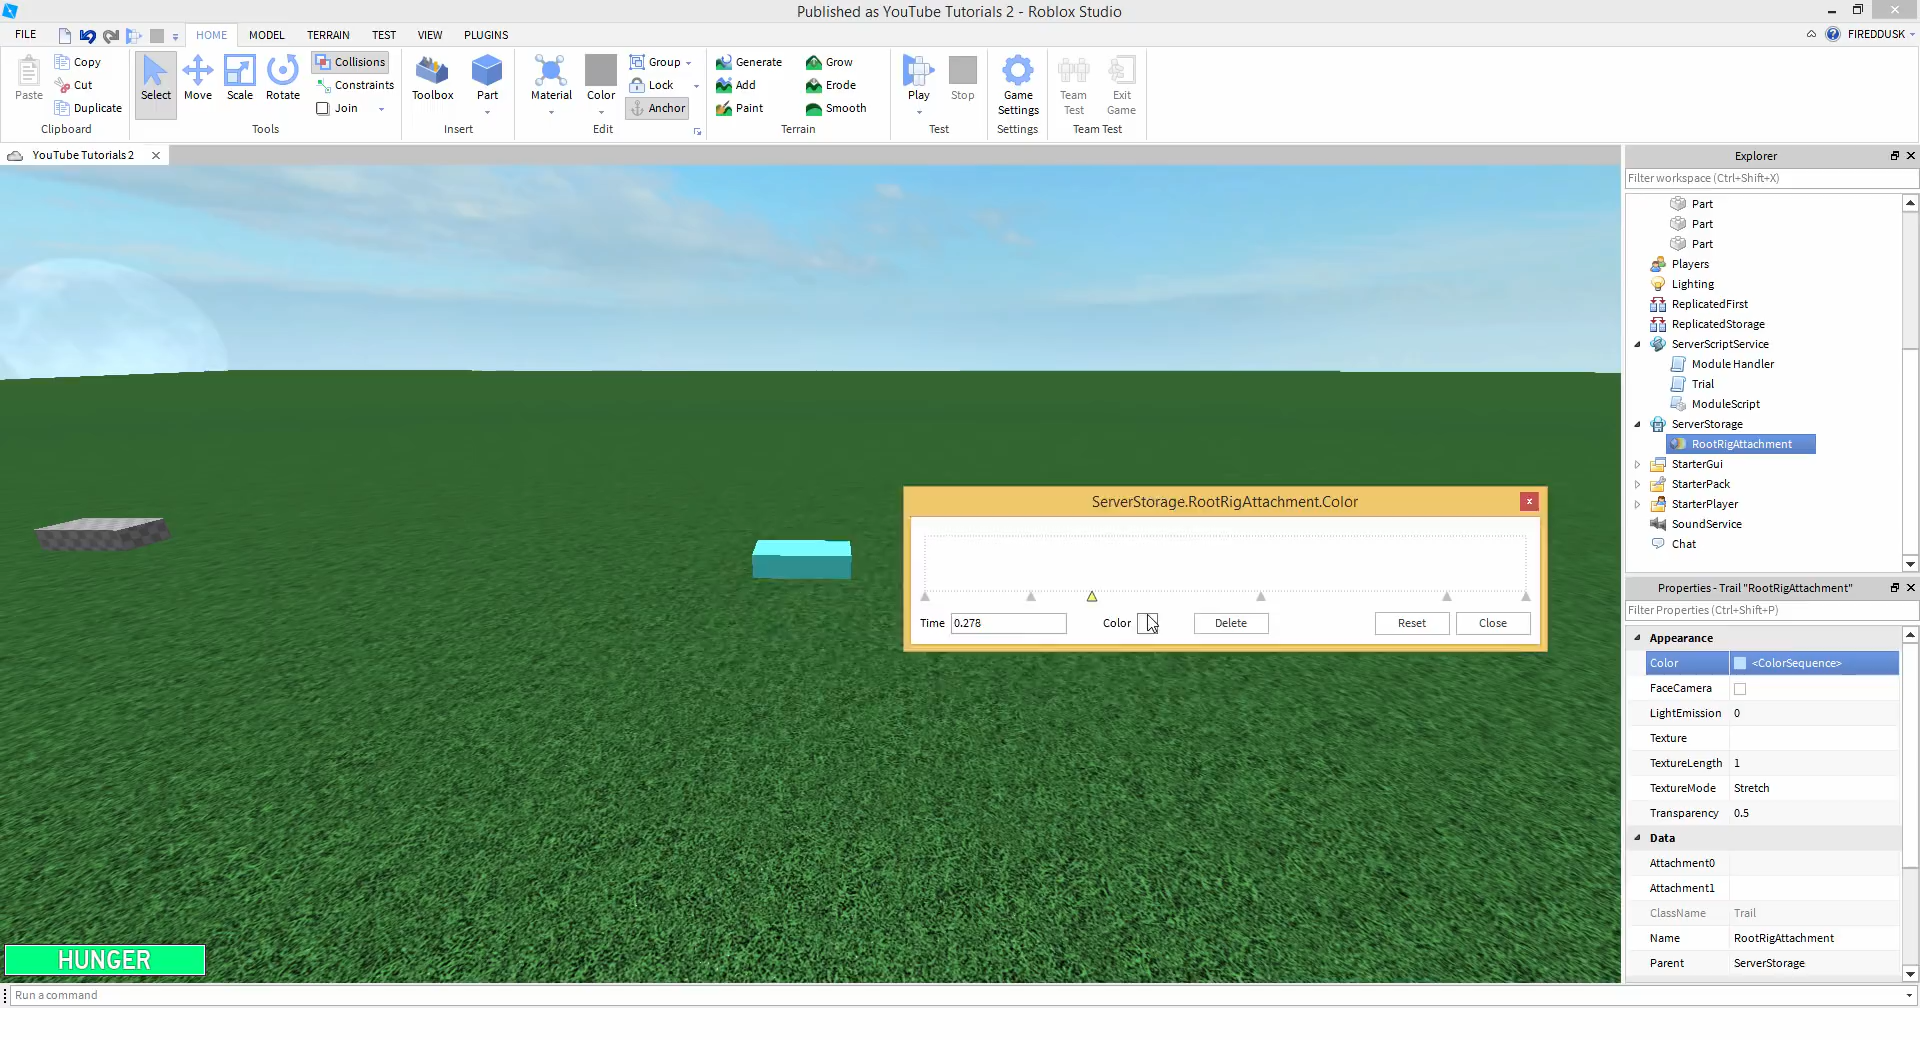 Published as YouTube Tutorials 2 - Roblox Studio
FILE HOME MODEL TERRAIN TEST VIEW PLUGINS FIREDDUSK
Paste
Copy
Cut
Duplicate
Clipboard
Select
Move
Scale
Rotate
Collisions
Constraints
Join
Tools
Toolbox
Part
Insert
Material
Color
Group
Lock
Anchor
Edit
Generate
Add
Paint
Grow
Erode
Smooth
Terrain
Play
Stop
Test
Game
Settings
Settings
Team
Test
Exit
Game
Team Test
YouTube Tutorials 2
Explorer
Filter workspace (Ctrl+Shift+X)
Part
Part
Part
Players
Lighting
ReplicatedFirst
ReplicatedStorage
ServerScriptService
Module Handler
Trial
ModuleScript
ServerStorage
RootRigAttachment
StarterGui
StarterPack
StarterPlayer
SoundService
Chat
ServerStorage.RootRigAttachment.Color
Time 0.278 Color Delete Reset Close
Properties - Trail "RootRigAttachment"
Filter Properties (Ctrl+Shift+P)
Appearance
Color <ColorSequence>
FaceCamera
LightEmission 0
Texture
TextureLength 1
TextureMode Stretch
Transparency 0.5
Data
Attachment0
Attachment1
ClassName Trail
Name RootRigAttachment
Parent ServerStorage
HUNGER
Run a command